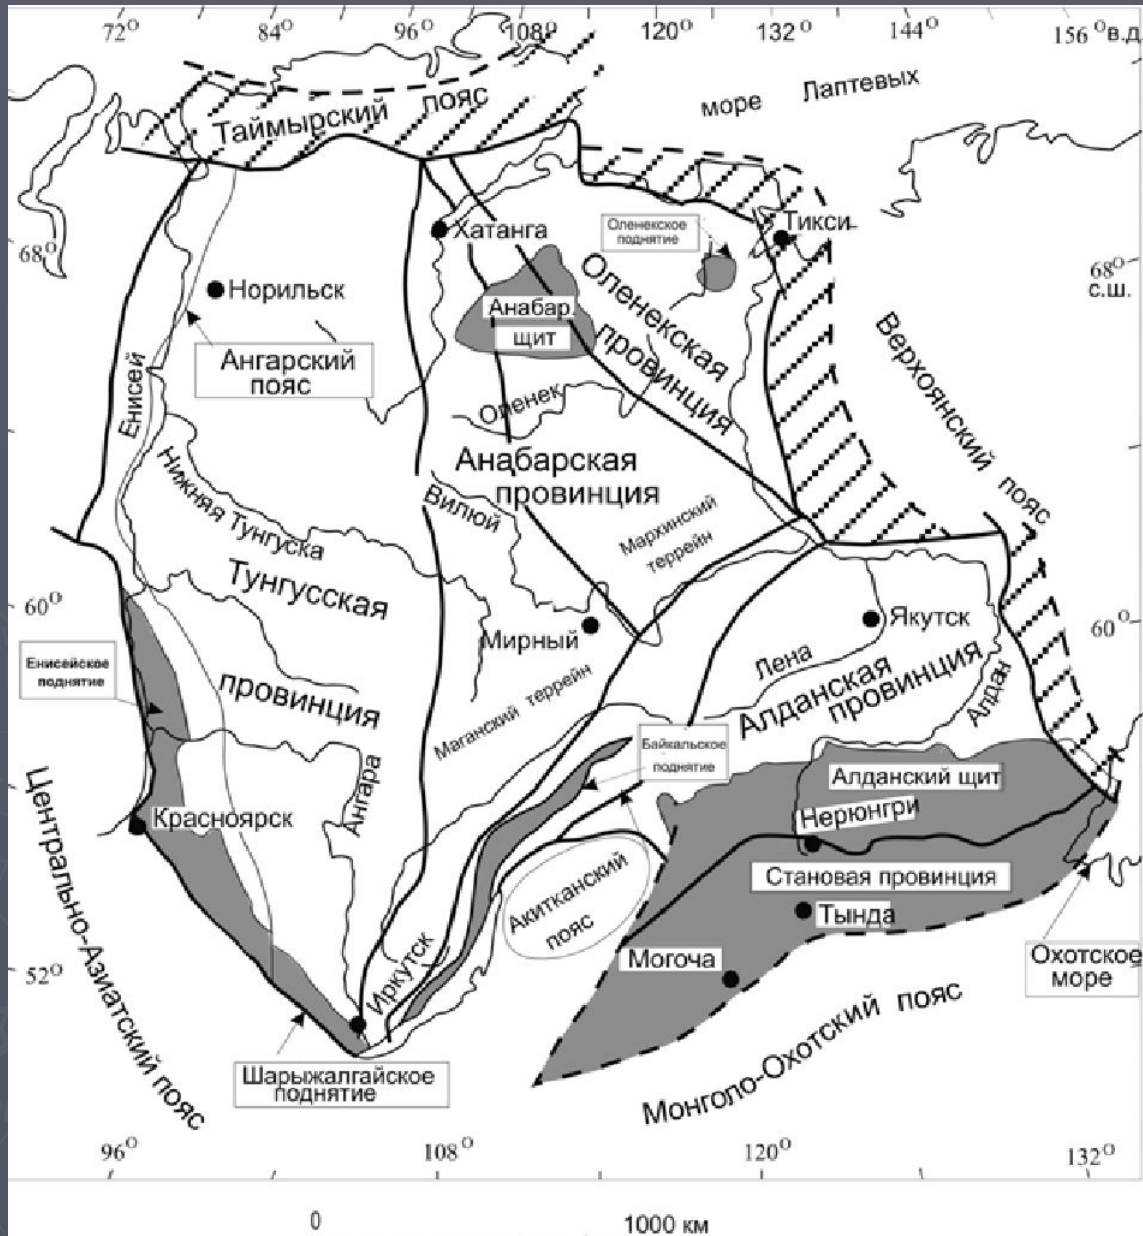 72° 84° 96° 108° 120° 132° 144° 156° в.д.
Таймырский пояс
море Лаптевых
Хатанга
Оленекское
поднятие
Тикси
68°
68°
с.ш.
Норильск
Анабар.
щит
Оленекская
провинция
Ангарский
пояс
Енисей
Оленек
Верхоянский пояс
Анабарская
провинция
Нижняя Тунгуска
Вилюй
Мархинский
террейн
Тунгусская
провинция
60°
60°
Мирный
Якутск
Енисейское
поднятие
Лена
Алданская
провинция
Алдан
Маганский террейн
Байкальское
поднятие
Ангара
Алданский щит
Красноярск
Нерюнгри
Центрально-Азиатский пояс
Акитканский
пояс
Становая провинция
Тында
52°
Иркутск
Могоча
Охотское
море
Шарыжалгайское
поднятие
Монголо-Охотский пояс
96° 108° 120° 132°
0 1000 км